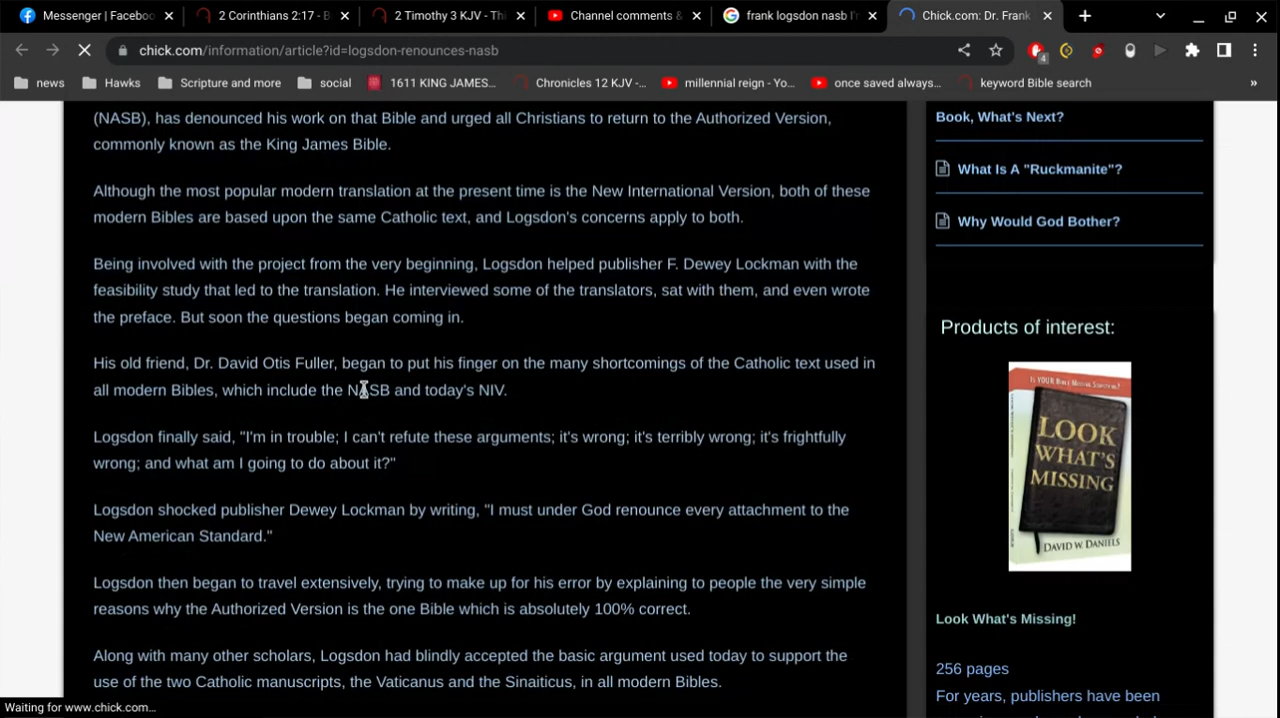 Messenger | Faceboo
2 Corinthians 2:17 - B
2 Timothy 3 KJV - Thi
Channel comments &
frank logsdon nasb I'r
Chick.com: Dr. Frank
chick.com/information/article?id=logsdon-renounces-nasb
4
news
Hawks
Scripture and more
social
1611 KING JAMES...
Chronicles 12 KJV -...
millennial reign - Yo...
once saved always...
keyword Bible search
»
(NASB), has denounced his work on that Bible and urged all Christians to return to the Authorized Version,
commonly known as the King James Bible.
Although the most popular modern translation at the present time is the New International Version, both of these
modern Bibles are based upon the same Catholic text, and Logsdon's concerns apply to both.
Being involved with the project from the very beginning, Logsdon helped publisher F. Dewey Lockman with the
feasibility study that led to the translation. He interviewed some of the translators, sat with them, and even wrote
the preface. But soon the questions began coming in.
His old friend, Dr. David Otis Fuller, began to put his finger on the many shortcomings of the Catholic text used in
all modern Bibles, which include the NASB and today's NIV.
Logsdon finally said, "I'm in trouble; I can't refute these arguments; it's wrong; it's terribly wrong; it's frightfully
wrong; and what am I going to do about it?"
Logsdon shocked publisher Dewey Lockman by writing, "I must under God renounce every attachment to the
New American Standard."
Logsdon then began to travel extensively, trying to make up for his error by explaining to people the very simple
reasons why the Authorized Version is the one Bible which is absolutely 100% correct.
Along with many other scholars, Logsdon had blindly accepted the basic argument used today to support the
use of the two Catholic manuscripts, the Vaticanus and the Sinaiticus, in all modern Bibles.
Book, What's Next?
What Is A "Ruckmanite"?
Why Would God Bother?
Products of interest:
IS YOUR BIBLE MISSING SOMETHING?
LOOK
WHAT'S
MISSING
DAVID W. DANIELS
Look What's Missing!
256 pages
For years, publishers have been
Waiting for www.chick.com...